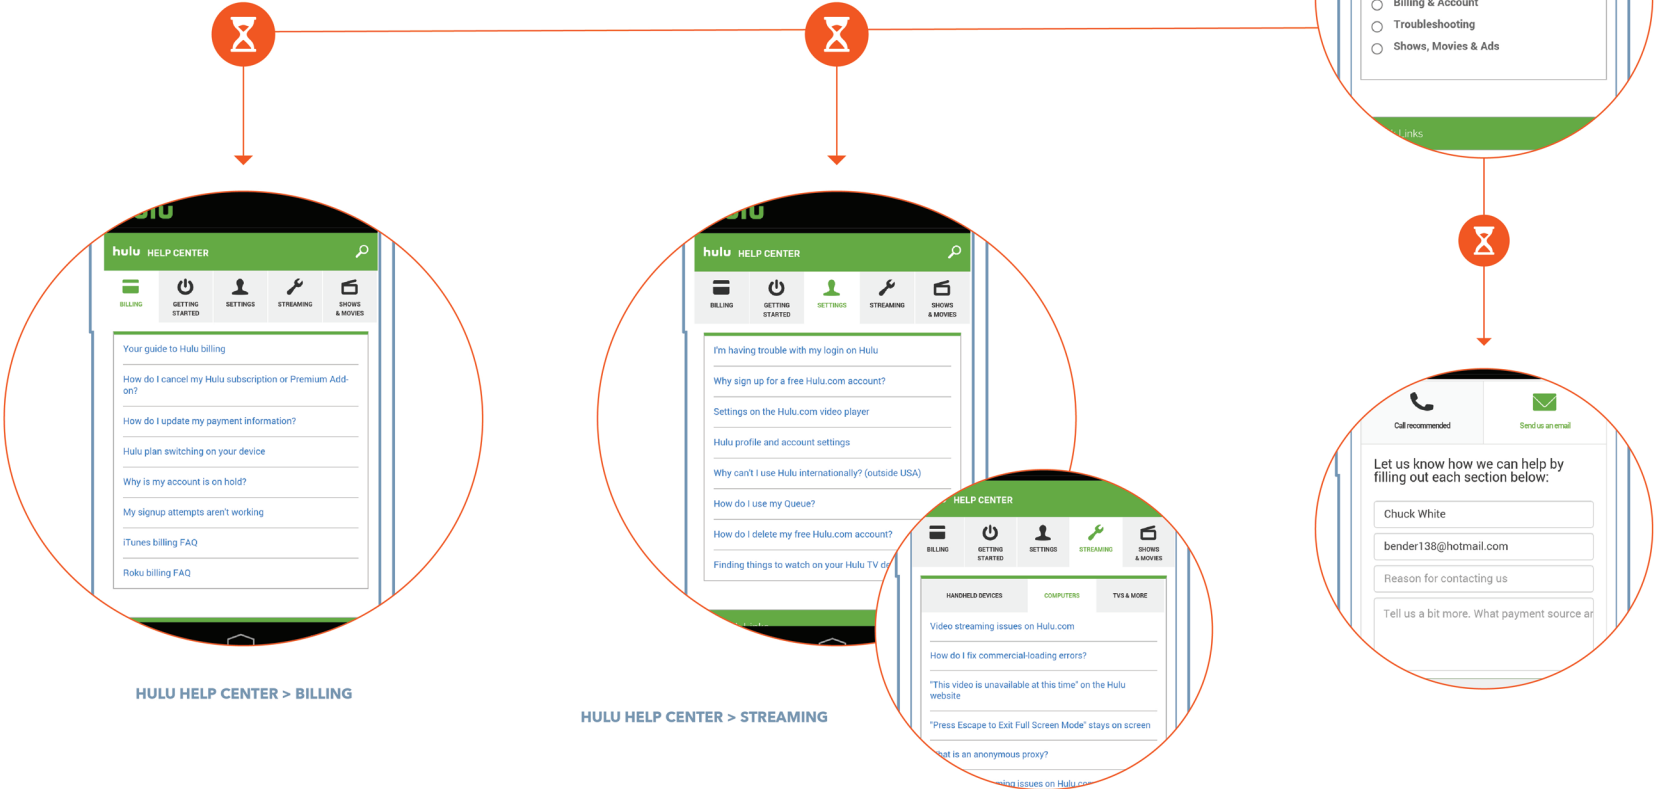 Billing & Account
Troubleshooting
Shows, Movies & Ads
Links
hulu HELP CENTER
BILLING
GETTING
STARTED
SETTINGS
STREAMING
SHOWS
& MOVIES
Your guide to Hulu billing
How do I cancel my Hulu subscription or Premium Add-
on?
How do I update my payment information?
Hulu plan switching on your device
Why is my account is on hold?
My signup attempts aren't working
iTunes billing FAQ
Roku billing FAQ
HULU HELP CENTER > BILLING
hulu HELP CENTER
BILLING
GETTING
STARTED
SETTINGS
STREAMING
SHOWS
& MOVIES
I'm having trouble with my login on Hulu
Why sign up for a free Hulu.com account?
Settings on the Hulu.com video player
Hulu profile and account settings
Why can't I use Hulu internationally? (outside USA)
How do I use my Queue?
How do I delete my free Hulu.com account?
Finding things to watch on your Hulu TV de
HULU HELP CENTER > STREAMING
HELP CENTER
BILLING
GETTING
STARTED
SETTINGS
STREAMING
SHOWS
& MOVIES
HANDHELD DEVICES
COMPUTERS
TVS & MORE
Video streaming issues on Hulu.com
How do I fix commercial-loading errors?
"This video is unavailable at this time" on the Hulu
website
"Press Escape to Exit Full Screen Mode" stays on screen
hat is an anonymous proxy?
issues on Hulu.com
Call recommended
Send us an email
Let us know how we can help by
filling out each section below:
Chuck White
bender138@hotmail.com
Reason for contacting us
Tell us a bit more. What payment source ar